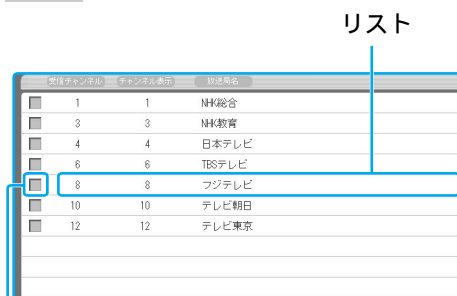 リスト
受信チャンネル チャンネル表示 放送局名
1 1 NHK総合
3 3 NHK教育
4 4 日本テレビ
6 6 TBSテレビ
8 8 フジテレビ
10 10 テレビ朝日
12 12 テレビ東京